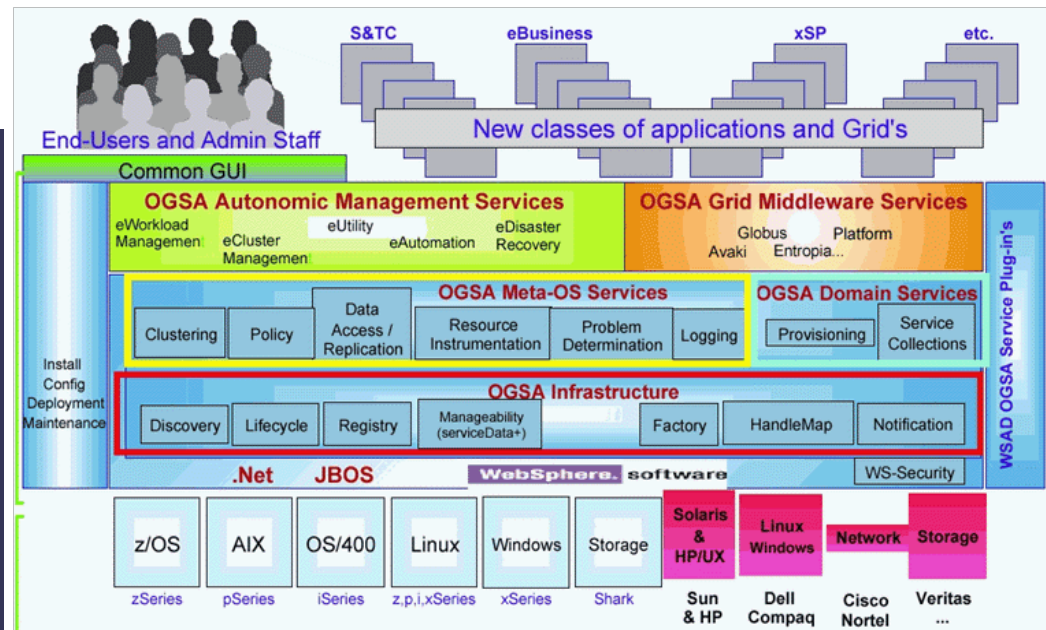 S&TC
eBusiness
xSP
etc.
End-Users and Admin Staff
New classes of applications and Grid's
Common GUI
OGSA Autonomic Management Services
eWorkload
Management
eCluster
Management
eUtility
eAutomation
eDisaster
Recovery
OGSA Grid Middleware Services
Globus
Platform
Avaki
Entropia...
Install
Config
Deployment
Maintenance
OGSA Meta-OS Services
Clustering
Policy
Data
Access /
Replication
Resource
Instrumentation
Problem
Determination
Logging
OGSA Domain Services
Provisioning
Service
Collections
WSAD OGSA Service Plug-in's
OGSA Infrastructure
Discovery
Lifecycle
Registry
Manageability
(serviceData+)
Factory
HandleMap
Notification
.Net
JBOS
WebSphere. software
WS-Security
z/OS
AIX
OS/400
Linux
Windows
Storage
Solaris
&
HP/UX
Linux
Windows
Network
Storage
zSeries
pSeries
iSeries
z,p,i,xSeries
xSeries
Shark
Sun
& HP
Dell
Compaq
Cisco
Nortel
Veritas
...